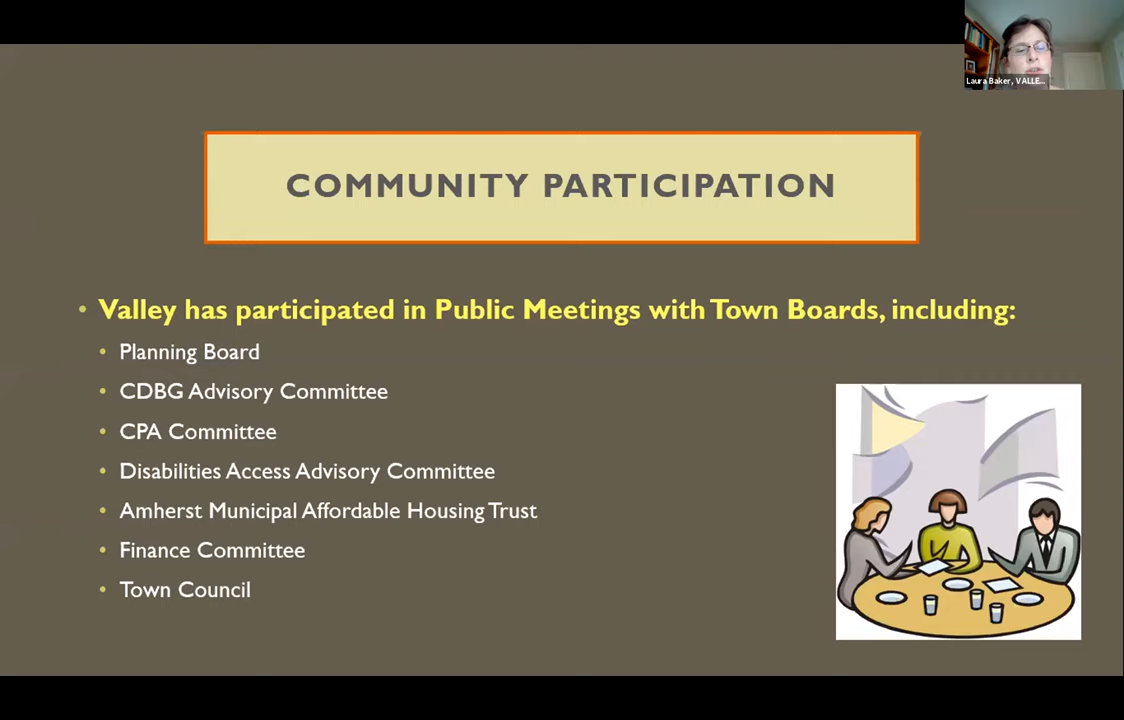 Laura Baker, VALLE...
COMMUNITY PARTICIPATION
• Valley has participated in Public Meetings with Town Boards, including:
• Planning Board
• CDBG Advisory Committee
• CPA Committee
• Disabilities Access Advisory Committee
• Amherst Municipal Affordable Housing Trust
• Finance Committee
• Town Council